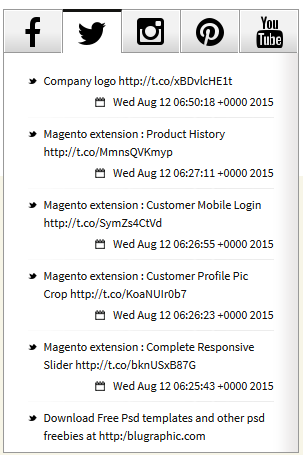 You
Tube
Company logo http://t.co/xBDvlcHE1t
Wed Aug 12 06:50:18 +0000 2015
Magento extension : Product History
http://t.co/MmnsQVKmyp
Wed Aug 12 06:27:11 +0000 2015
Magento extension : Customer Mobile Login
http://t.co/SymZs4CtVd
Wed Aug 12 06:26:55 +0000 2015
Magento extension : Customer Profile Pic
Crop http://t.co/KoaNUIr0b7
Wed Aug 12 06:26:23 +0000 2015
Magento extension : Complete Responsive
Slider http://t.co/bknUSxB87G
Wed Aug 12 06:25:43 +0000 2015
Download Free Psd templates and other psd
freebies at http:/blugraphic.com